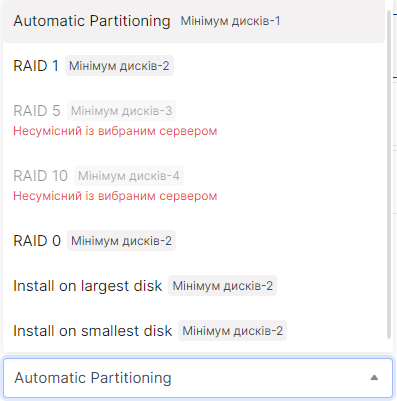 Automatic Partitioning Мінімум дисків-1
RAID 1 Мінімум дисків-2
RAID 5 Мінімум дисків-3
Несумісний із вибраним сервером
RAID 10 Мінімум дисків-4
Несумісний із вибраним сервером
RAID 0 Мінімум дисків-2
Install on largest disk Мінімум дисків-2
Install on smallest disk Мінімум дисків-2
Automatic Partitioning